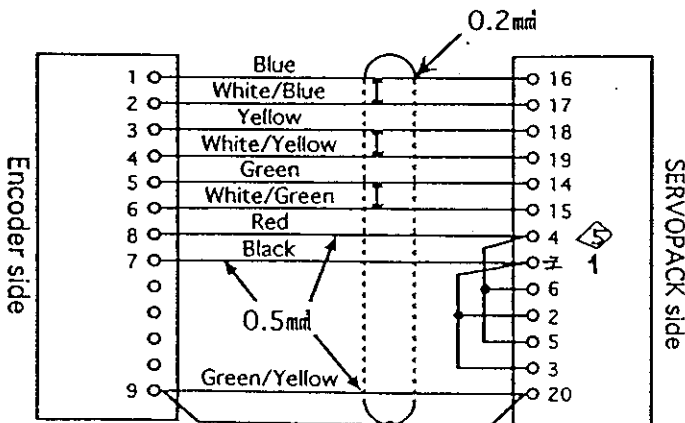 0.2㎟
1 Blue 16
2 White/Blue 17
3 Yellow 18
4 White/Yellow 19
5 Green 14
6 White/Green 15
8 Red 4 5
7 Black 7 1
6
0.5㎟ 2
5
3
9 Green/Yellow 20
Encoder side
SERVOPACK side